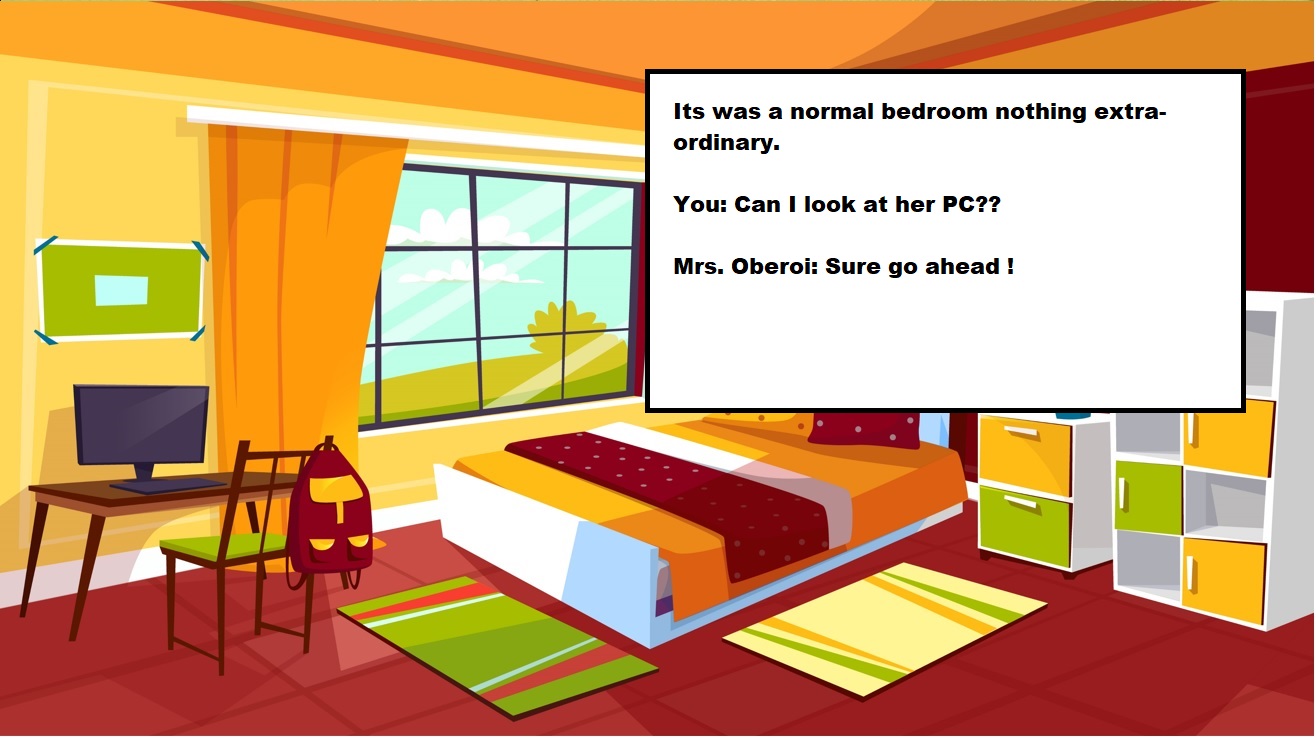 Its was a normal bedroom nothing extra-
ordinary.
You: Can I look at her PC??
Mrs. Oberoi: Sure go ahead !